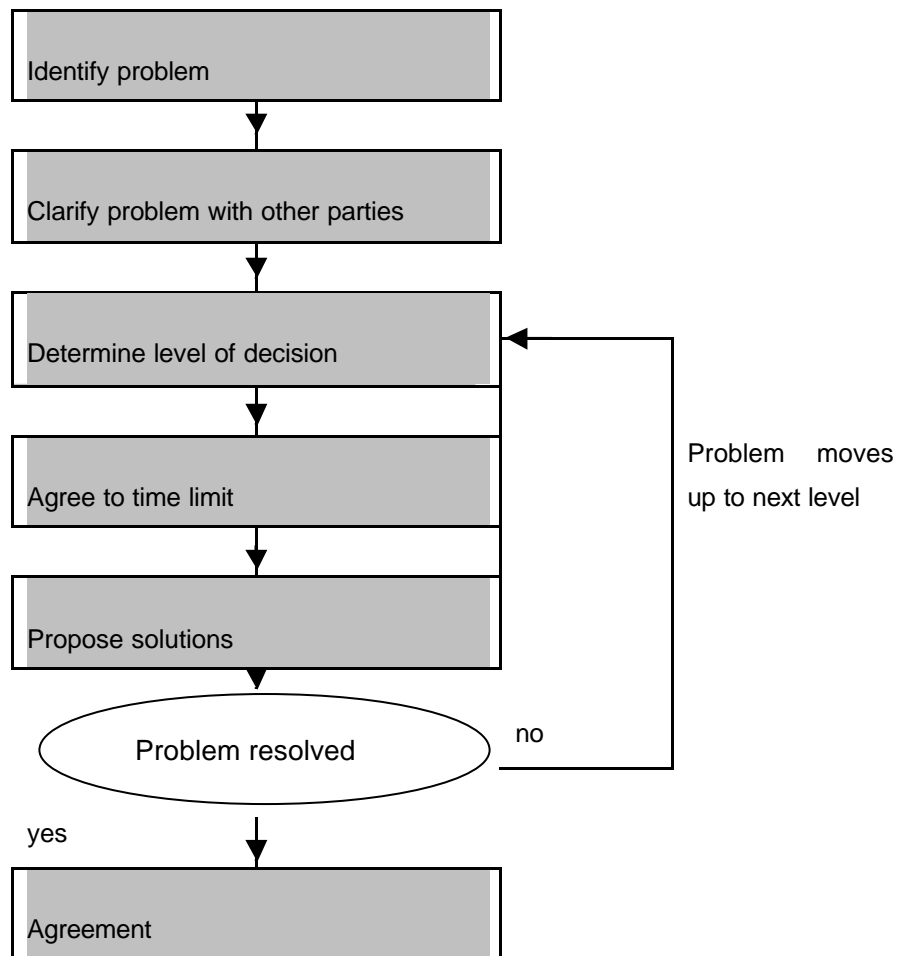 Identify problem
Clarify problem with other parties
Determine level of decision
Agree to time limit
Problem moves
up to next level
Propose solutions
Problem resolved
no
yes
Agreement